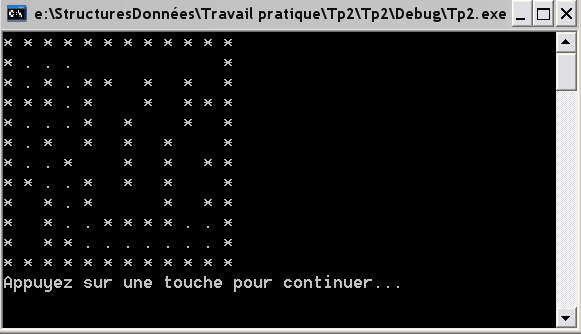 e:\StructuresDonnées\Travail pratique\Tp2\Tp2\Debug\Tp2.exe
* * * * * * * * * * * *
* . . .               *
* . * . * *   *   *   *
* * * . *     *   * * *
* . . . *   *     *   *
* . *   *   *   *     *
* . . *     *   *   * *
* * . . *   *   *     *
*   * . *       *   * *
*   * . . * * * * . . *
*   * * . . . . . . . *
* * * * * * * * * * * *
Appuyez sur une touche pour continuer...